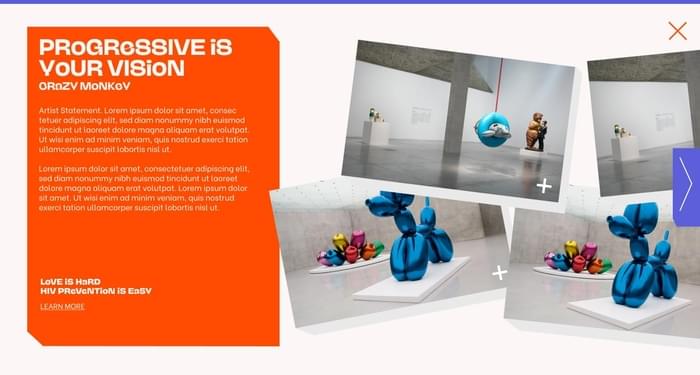 PRoGReSSIVE iS
YoUR VISioN
ORaZY MoNKeY
Artist Statement. Lorem ipsum dolor sit amet, consec
tetuer adipiscing elit, sed diam nonummy nibh euismod
tincidunt ut laoreet dolore magna aliquam erat volutpat.
Ut wisi enim ad minim veniam, quis nostrud exerci tation
ullamcorper suscipit lobortis nisl ut.
Lorem ipsum dolor sit amet, consectetuer adipiscing elit,
sed diam nonummy nibh euismod tincidunt ut laoreet
dolore magna aliquam erat volutpat. Lorem ipsum dolor
sit amet. Ut wisi enim ad minim veniam, quis nostrud
exerci tation ullamcorper suscipit lobortis nisl ut.
LoVE iS HaRD
HIV PReVeNTioN iS EaSY
LEARN MORE